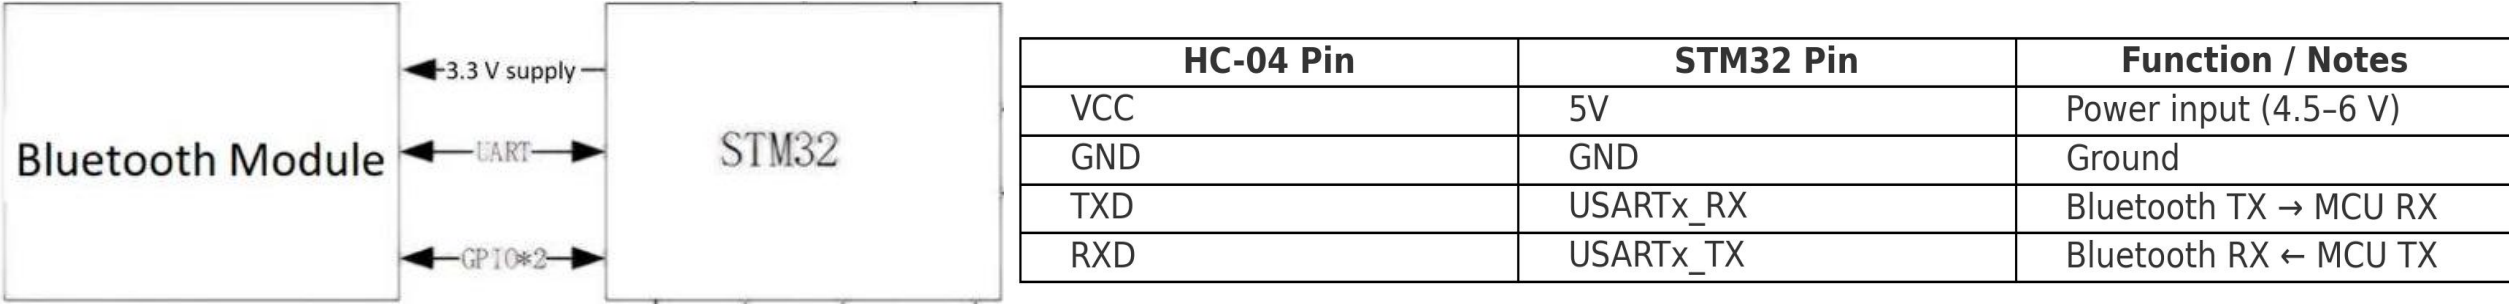 Bluetooth Module
3.3 V supply
UART
GPIO*2
STM32
HC-04 Pin STM32 Pin Function / Notes
VCC 5V Power input (4.5–6 V)
GND GND Ground
TXD USARTx_RX Bluetooth TX → MCU RX
RXD USARTx_TX Bluetooth RX ← MCU TX